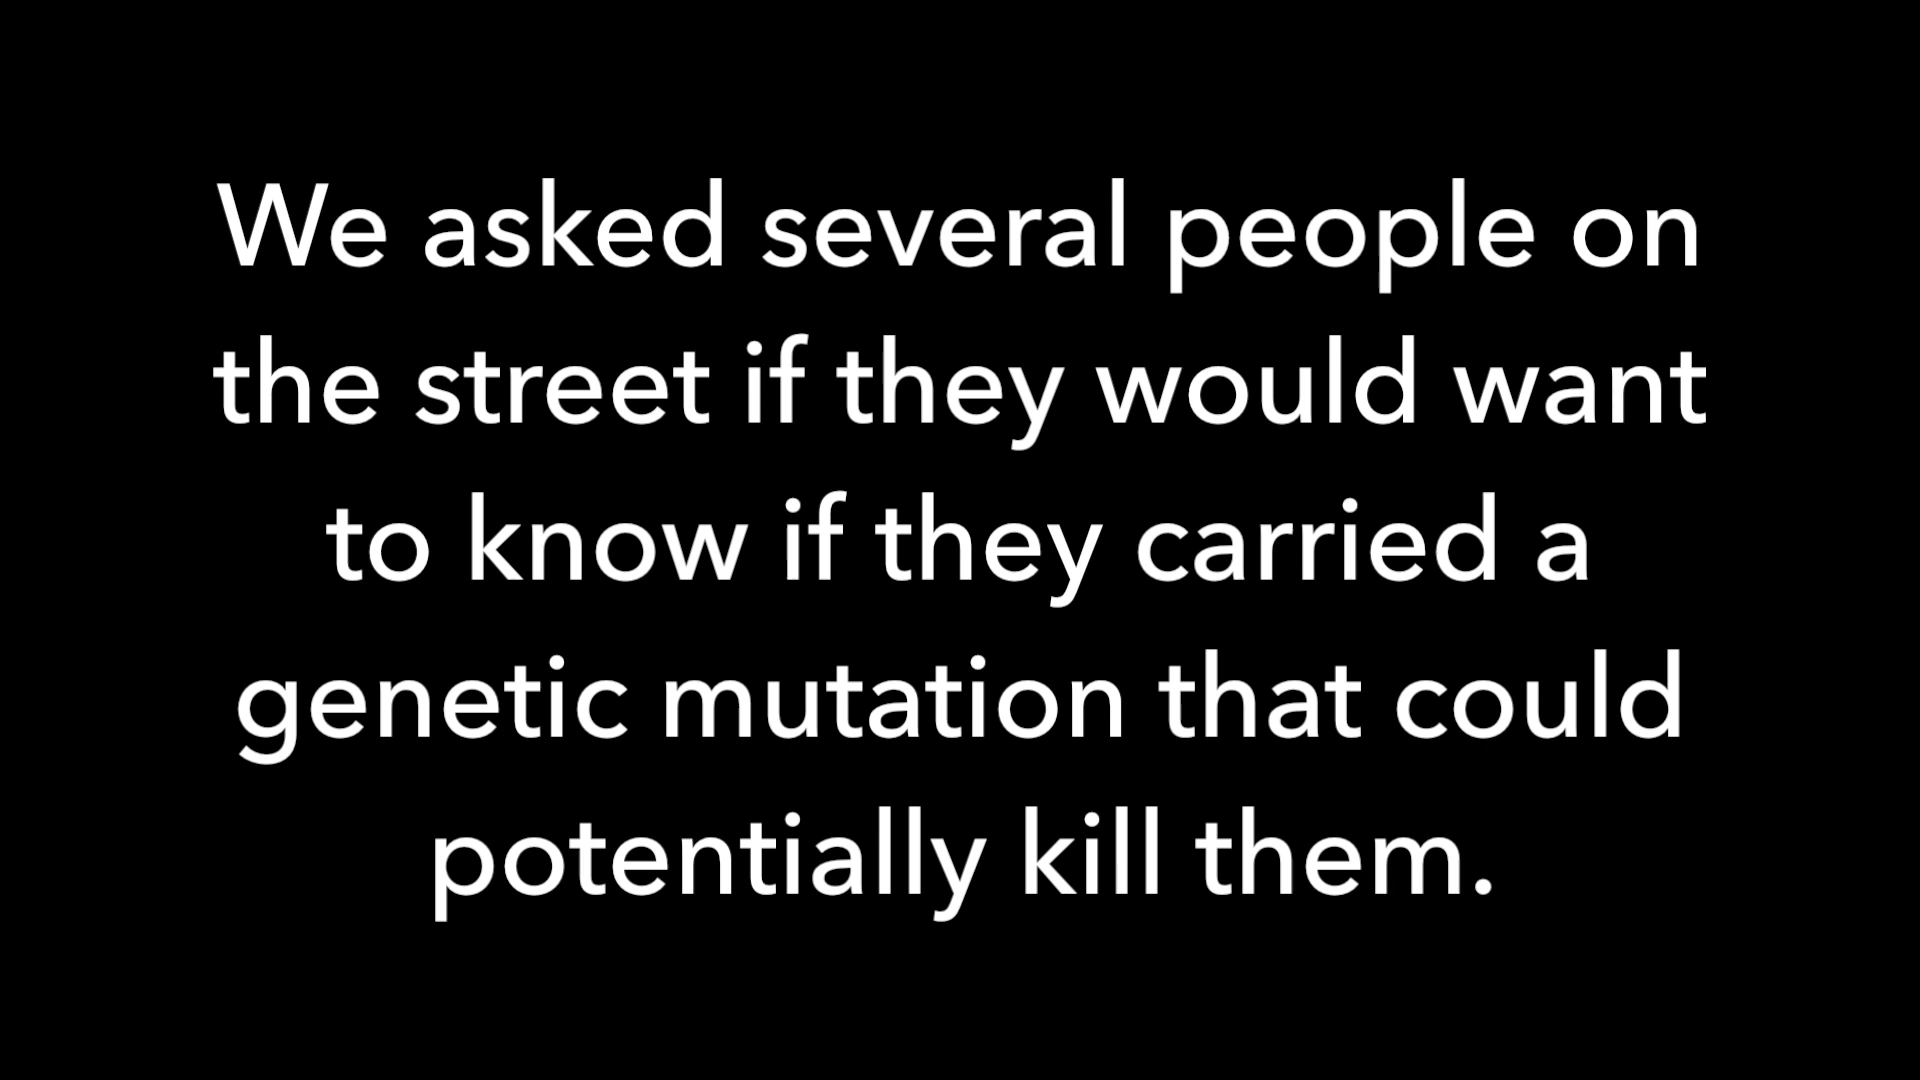 We asked several people on
the street if they would want
to know if they carried a
genetic mutation that could
potentially kill them.